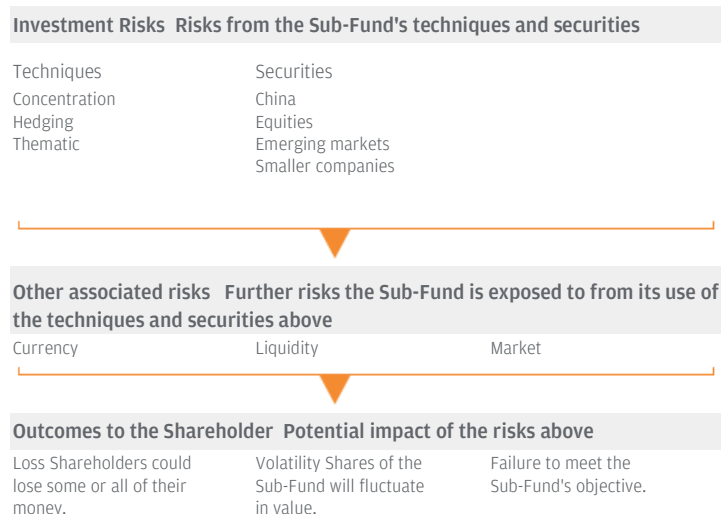 Investment Risks Risks from the Sub-Fund's techniques and securities
Techniques
Concentration
Hedging
Thematic
Securities
China
Equities
Emerging markets
Smaller companies
Other associated risks Further risks the Sub-Fund is exposed to from its use of
the techniques and securities above
Currency
Liquidity
Market
Outcomes to the Shareholder Potential impact of the risks above
Loss Shareholders could
lose some or all of their
money.
Volatility Shares of the
Sub-Fund will fluctuate
in value.
Failure to meet the
Sub-Fund's objective.